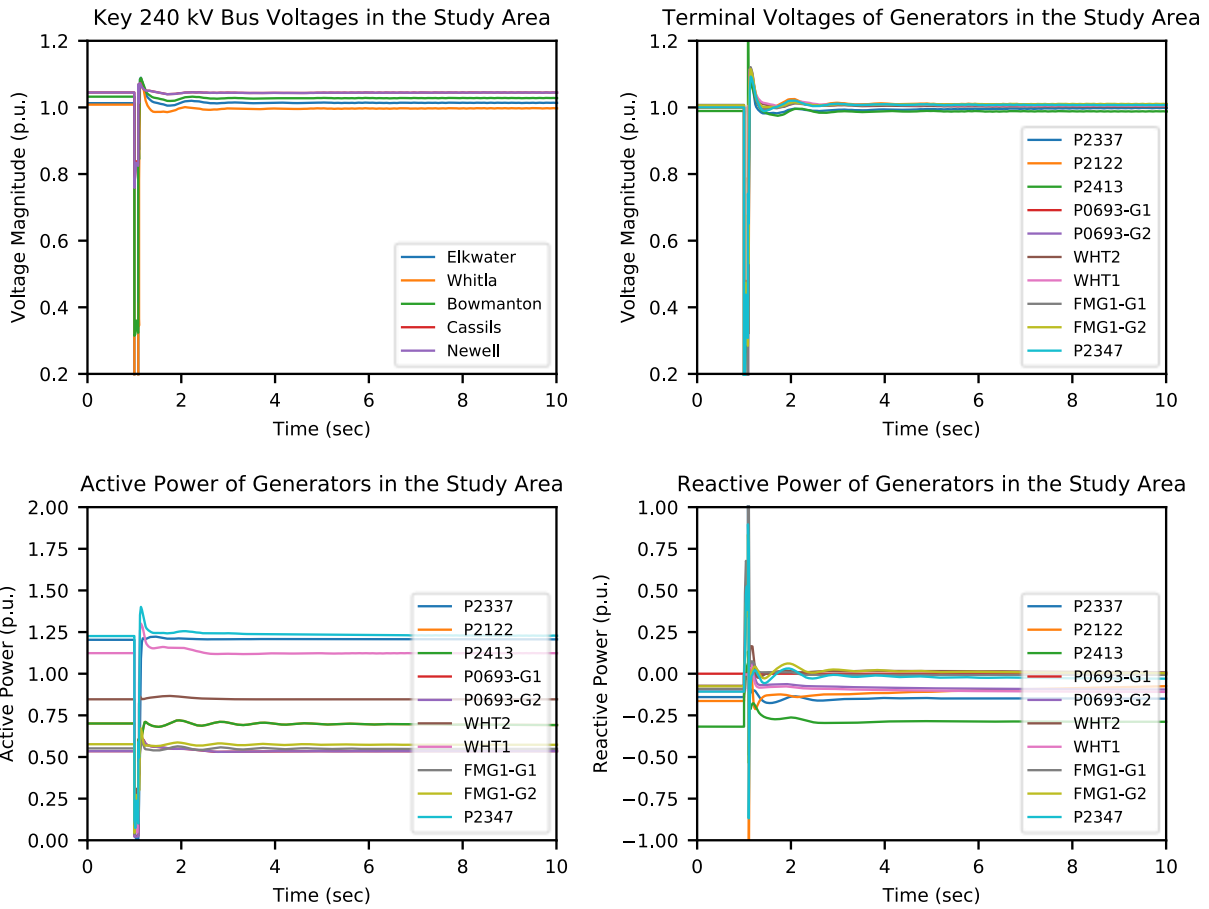 Key 240 kV Bus Voltages in the Study Area
Voltage Magnitude (p.u.)
1.2
1.0
0.8
0.6
0.4
0.2
0 2 4 6 8 10
Time (sec)
Elkwater
Whitla
Bowmanton
Cassils
Newell
Terminal Voltages of Generators in the Study Area
Voltage Magnitude (p.u.)
1.2
1.0
0.8
0.6
0.4
0.2
0 2 4 6 8 10
Time (sec)
P2337
P2122
P2413
P0693-G1
P0693-G2
WHT2
WHT1
FMG1-G1
FMG1-G2
P2347
Active Power of Generators in the Study Area
Active Power (p.u.)
2.00
1.75
1.50
1.25
1.00
0.75
0.50
0.25
0.00
0 2 4 6 8 10
Time (sec)
P2337
P2122
P2413
P0693-G1
P0693-G2
WHT2
WHT1
FMG1-G1
FMG1-G2
P2347
Reactive Power of Generators in the Study Area
Reactive Power (p.u.)
1.00
0.75
0.50
0.25
0.00
−0.25
−0.50
−0.75
−1.00
0 2 4 6 8 10
Time (sec)
P2337
P2122
P2413
P0693-G1
P0693-G2
WHT2
WHT1
FMG1-G1
FMG1-G2
P2347